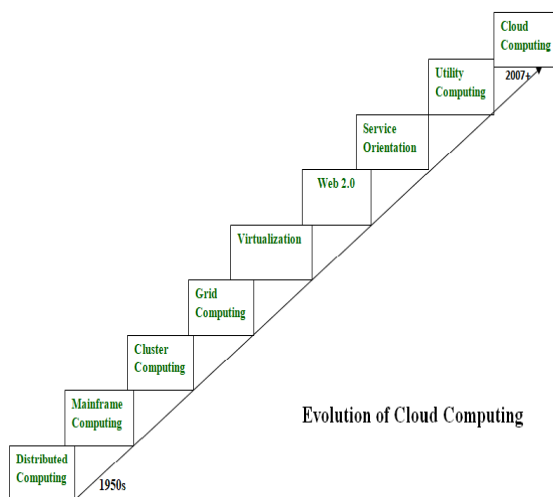 Cloud
Computing
2007+
Utility
Computing
Service
Orientation
Web 2.0
Virtualization
Grid
Computing
Cluster
Computing
Mainframe
Computing
Evolution of Cloud Computing
Distributed
Computing
1950s